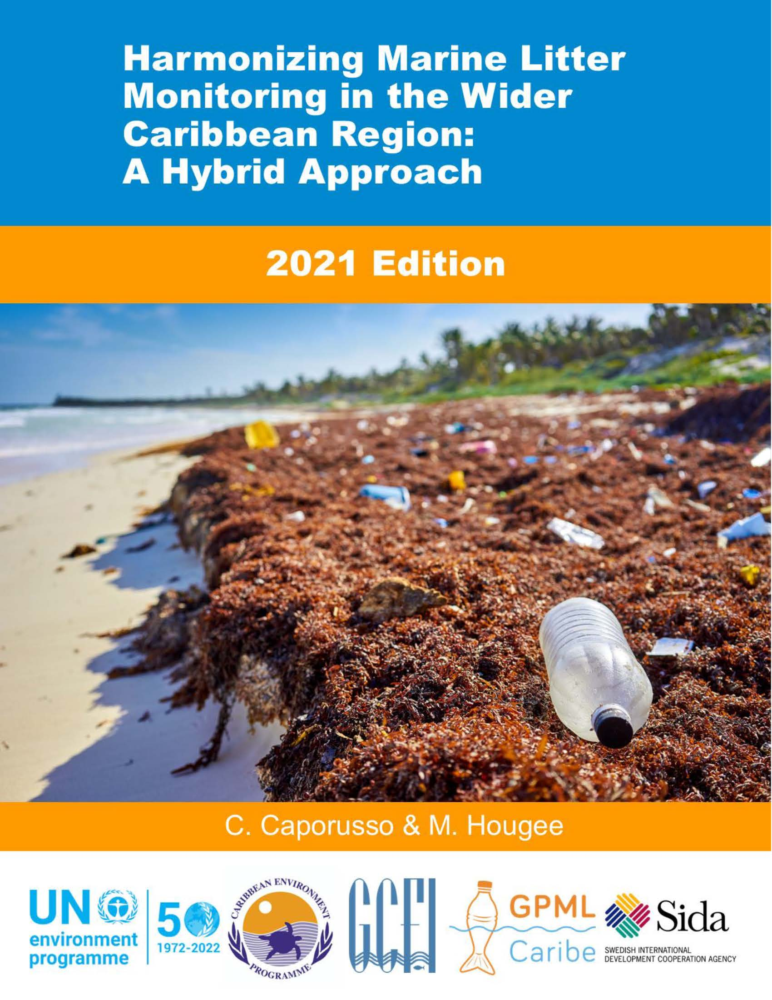 Harmonizing Marine Litter
Monitoring in the Wider
Caribbean Region:
A Hybrid Approach
2021 Edition
C. Caporusso & M. Hougee
UN
environment
programme
50
1972-2022
CARIBBEAN ENVIRONMENT
PROGRAMME
GCFI
GPML
Caribe
Sida
SWEDISH INTERNATIONAL
DEVELOPMENT COOPERATION AGENCY